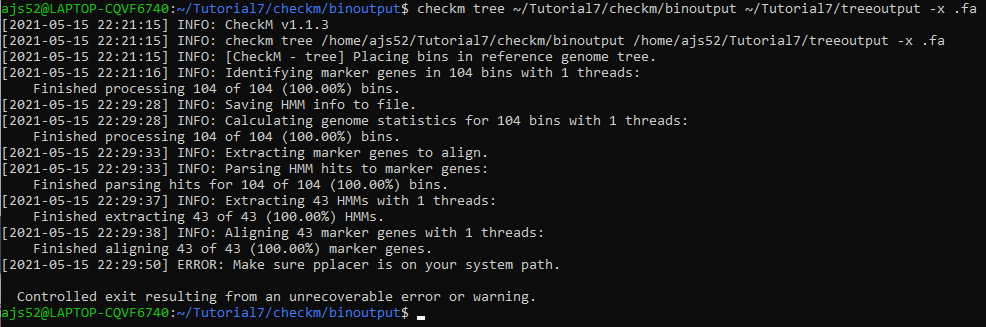 ajs52@LAPTOP-CQVF6740:~/Tutorial7/checkm/binoutput$ checkm tree ~/Tutorial7/checkm/binoutput ~/Tutorial7/treeoutput -x .fa
[2021-05-15 22:21:15] INFO: CheckM v1.1.3
[2021-05-15 22:21:15] INFO: checkm tree /home/ajs52/Tutorial7/checkm/binoutput /home/ajs52/Tutorial7/treeoutput -x .fa
[2021-05-15 22:21:15] INFO: [CheckM - tree] Placing bins in reference genome tree.
[2021-05-15 22:21:16] INFO: Identifying marker genes in 104 bins with 1 threads:
    Finished processing 104 of 104 (100.00%) bins.
[2021-05-15 22:29:28] INFO: Saving HMM info to file.
[2021-05-15 22:29:28] INFO: Calculating genome statistics for 104 bins with 1 threads:
    Finished processing 104 of 104 (100.00%) bins.
[2021-05-15 22:29:33] INFO: Extracting marker genes to align.
[2021-05-15 22:29:33] INFO: Parsing HMM hits to marker genes:
    Finished parsing hits for 104 of 104 (100.00%) bins.
[2021-05-15 22:29:37] INFO: Extracting 43 HMMs with 1 threads:
    Finished extracting 43 of 43 (100.00%) HMMs.
[2021-05-15 22:29:38] INFO: Aligning 43 marker genes with 1 threads:
    Finished aligning 43 of 43 (100.00%) marker genes.
[2021-05-15 22:29:50] ERROR: Make sure pplacer is on your system path.

  Controlled exit resulting from an unrecoverable error or warning.
ajs52@LAPTOP-CQVF6740:~/Tutorial7/checkm/binoutput$